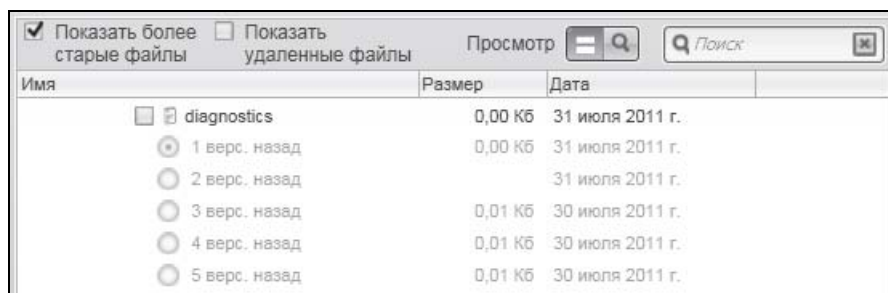 Показать более старые файлы Показать удаленные файлы Просмотр Поиск
Имя Размер Дата
diagnostics 0,00 Кб 31 июля 2011 г.
1 верс. назад 0,00 Кб 31 июля 2011 г.
2 верс. назад 31 июля 2011 г.
3 верс. назад 0,01 Кб 30 июля 2011 г.
4 верс. назад 0,01 Кб 30 июля 2011 г.
5 верс. назад 0,01 Кб 30 июля 2011 г.